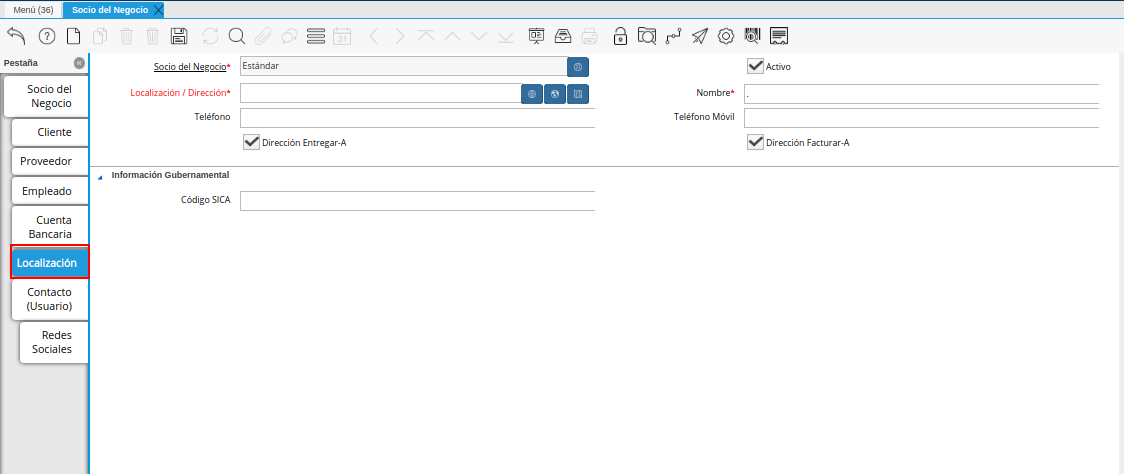 Menú (36)
Socio del Negocio
31
Pestaña
Socio del
Negocio
Cliente
Proveedor
Empleado
Cuenta
Bancaria
Localización
Contacto
(Usuario)
Redes
Sociales
Socio del Negocio*
Estándar
Activo
Localización / Dirección*
Nombre*
.
Teléfono
Teléfono Móvil
Dirección Entregar-A
Dirección Facturar-A
Información Gubernamental
Código SICA